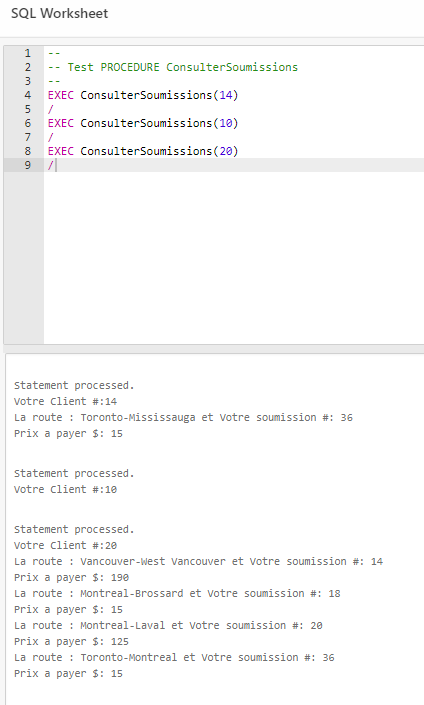 SQL Worksheet
1 --
2 -- Test PROCEDURE ConsulterSoumissions
3 --
4 EXEC ConsulterSoumissions(14)
5 /
6 EXEC ConsulterSoumissions(10)
7 /
8 EXEC ConsulterSoumissions(20)
9 /
Statement processed.
Votre Client #:14
La route : Toronto-Mississauga et Votre soumission #: 36
Prix a payer $: 15
Statement processed.
Votre Client #:10
Statement processed.
Votre Client #:20
La route : Vancouver-West Vancouver et Votre soumission #: 14
Prix a payer $: 190
La route : Montreal-Brossard et Votre soumission #: 18
Prix a payer $: 15
La route : Montreal-Laval et Votre soumission #: 20
Prix a payer $: 125
La route : Toronto-Montreal et Votre soumission #: 36
Prix a payer $: 15